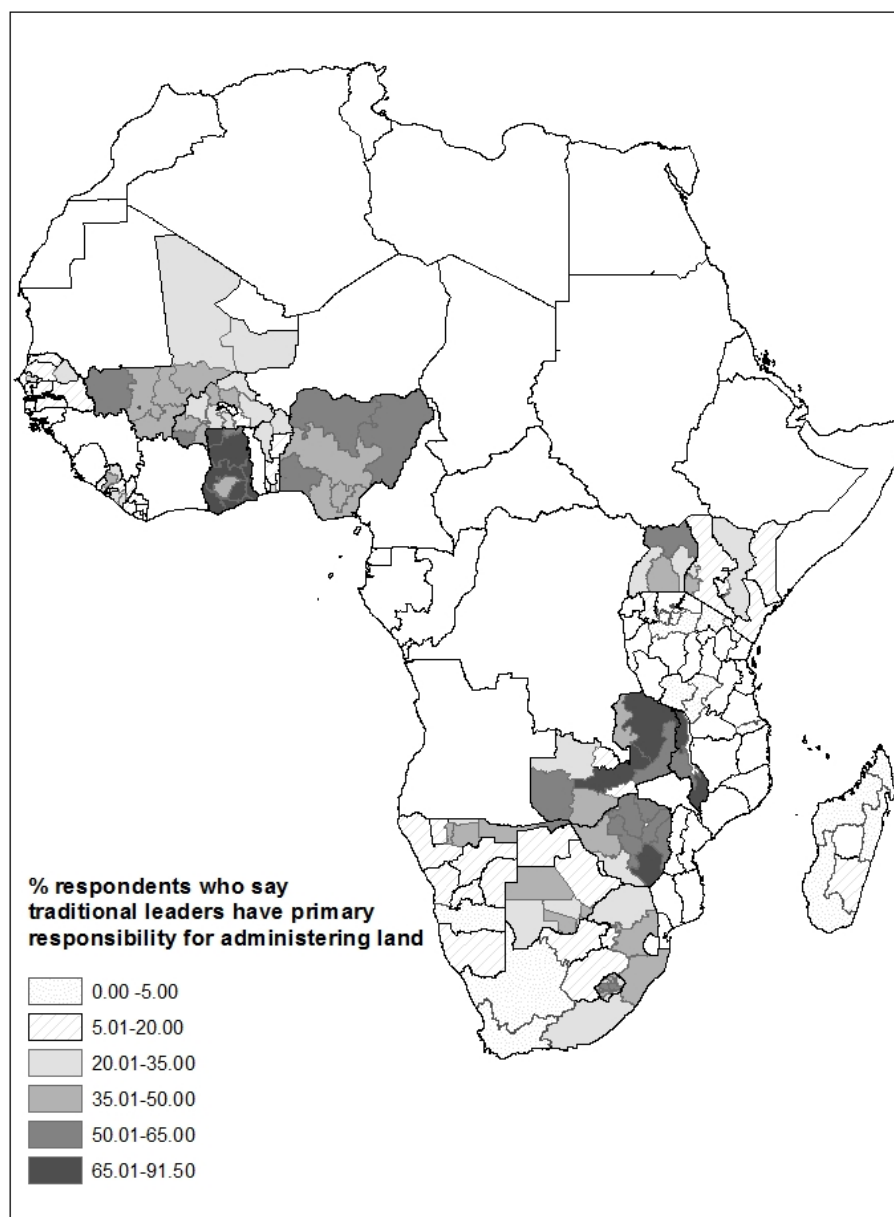 % respondents who say
traditional leaders have primary
responsibility for administering land
0.00 -5.00
5.01-20.00
20.01-35.00
35.01-50.00
50.01-65.00
65.01-91.50